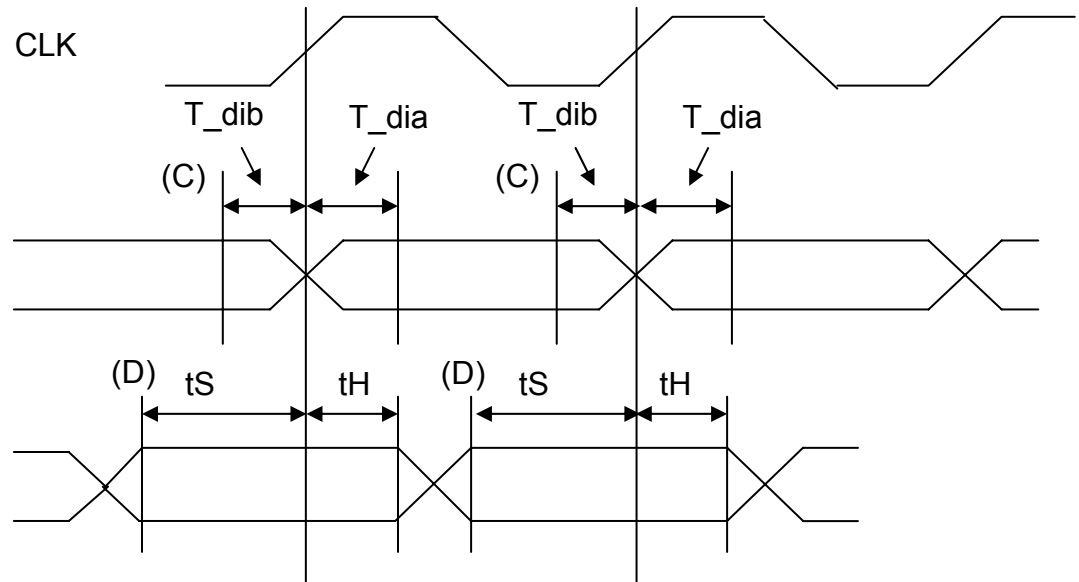 CLK
T_dib T_dia T_dib T_dia
(C) (C)
(D) tS tH (D) tS tH